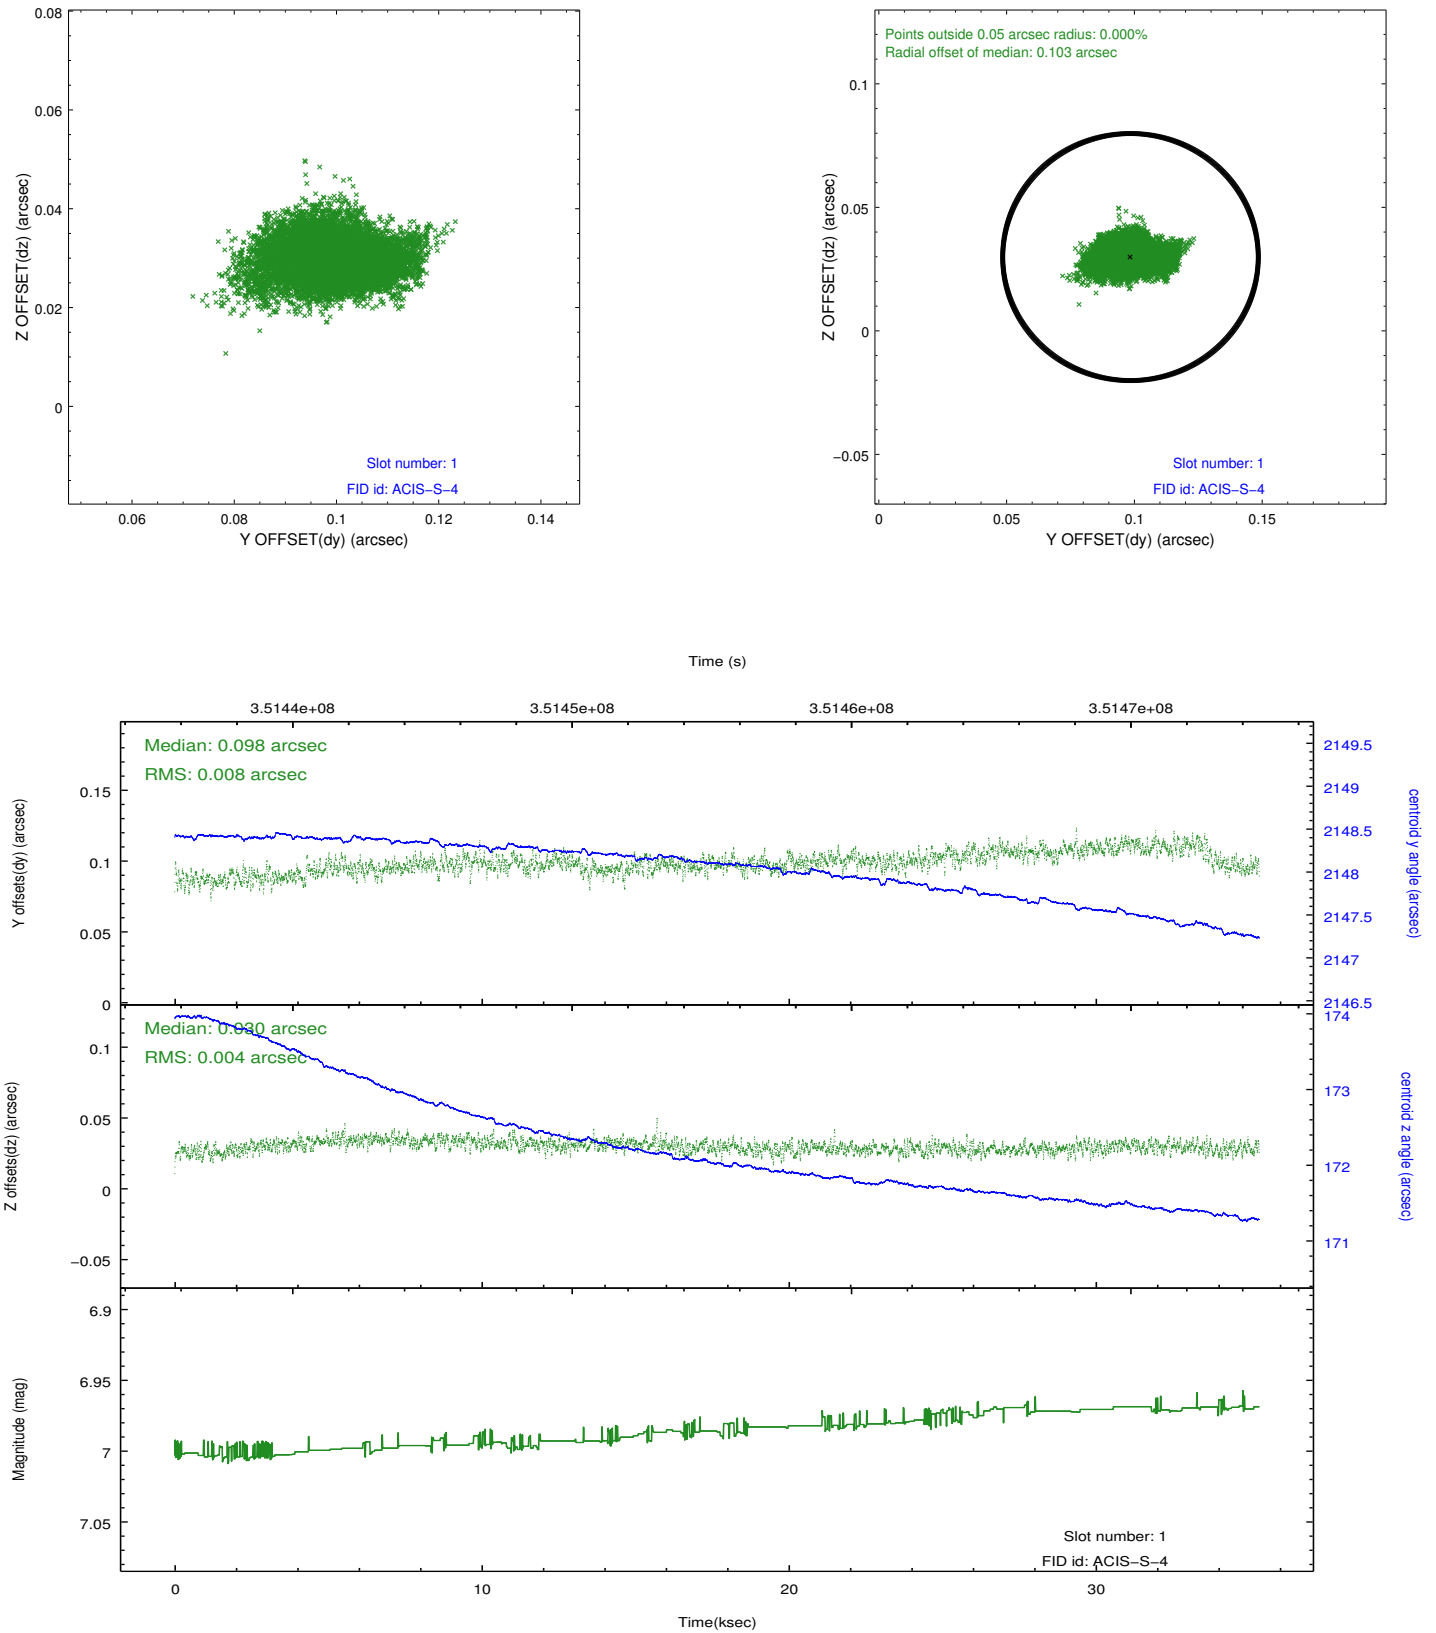 0.08
0.06
0.04
0.02
0
Z OFFSET(dz) (arcsec)
Slot number: 1
FID id: ACIS−S−4
0.06 0.08 0.1 0.12 0.14
Y OFFSET(dy) (arcsec)
Points outside 0.05 arcsec radius: 0.000%
Radial offset of median: 0.103 arcsec
0.1
0.05
0
−0.05
Z OFFSET(dz) (arcsec)
Slot number: 1
FID id: ACIS−S−4
0 0.05 0.1 0.15
Y OFFSET(dy) (arcsec)
Time (s)
3.5144e+08 3.5145e+08 3.5146e+08 3.5147e+08
Median: 0.098 arcsec
RMS: 0.008 arcsec
0.15
0.1
0.05
0
Y offsets(dy) (arcsec)
2149.5
2149
2148.5
2148
2147.5
2147
2146.5
centroid y angle (arcsec)
Median: 0.030 arcsec
RMS: 0.004 arcsec
0.1
0.05
0
−0.05
Z offsets(dz) (arcsec)
174
173
172
171
centroid z angle (arcsec)
6.9
6.95
7
7.05
Magnitude (mag)
Slot number: 1
FID id: ACIS−S−4
0 10 20 30
Time(ksec)